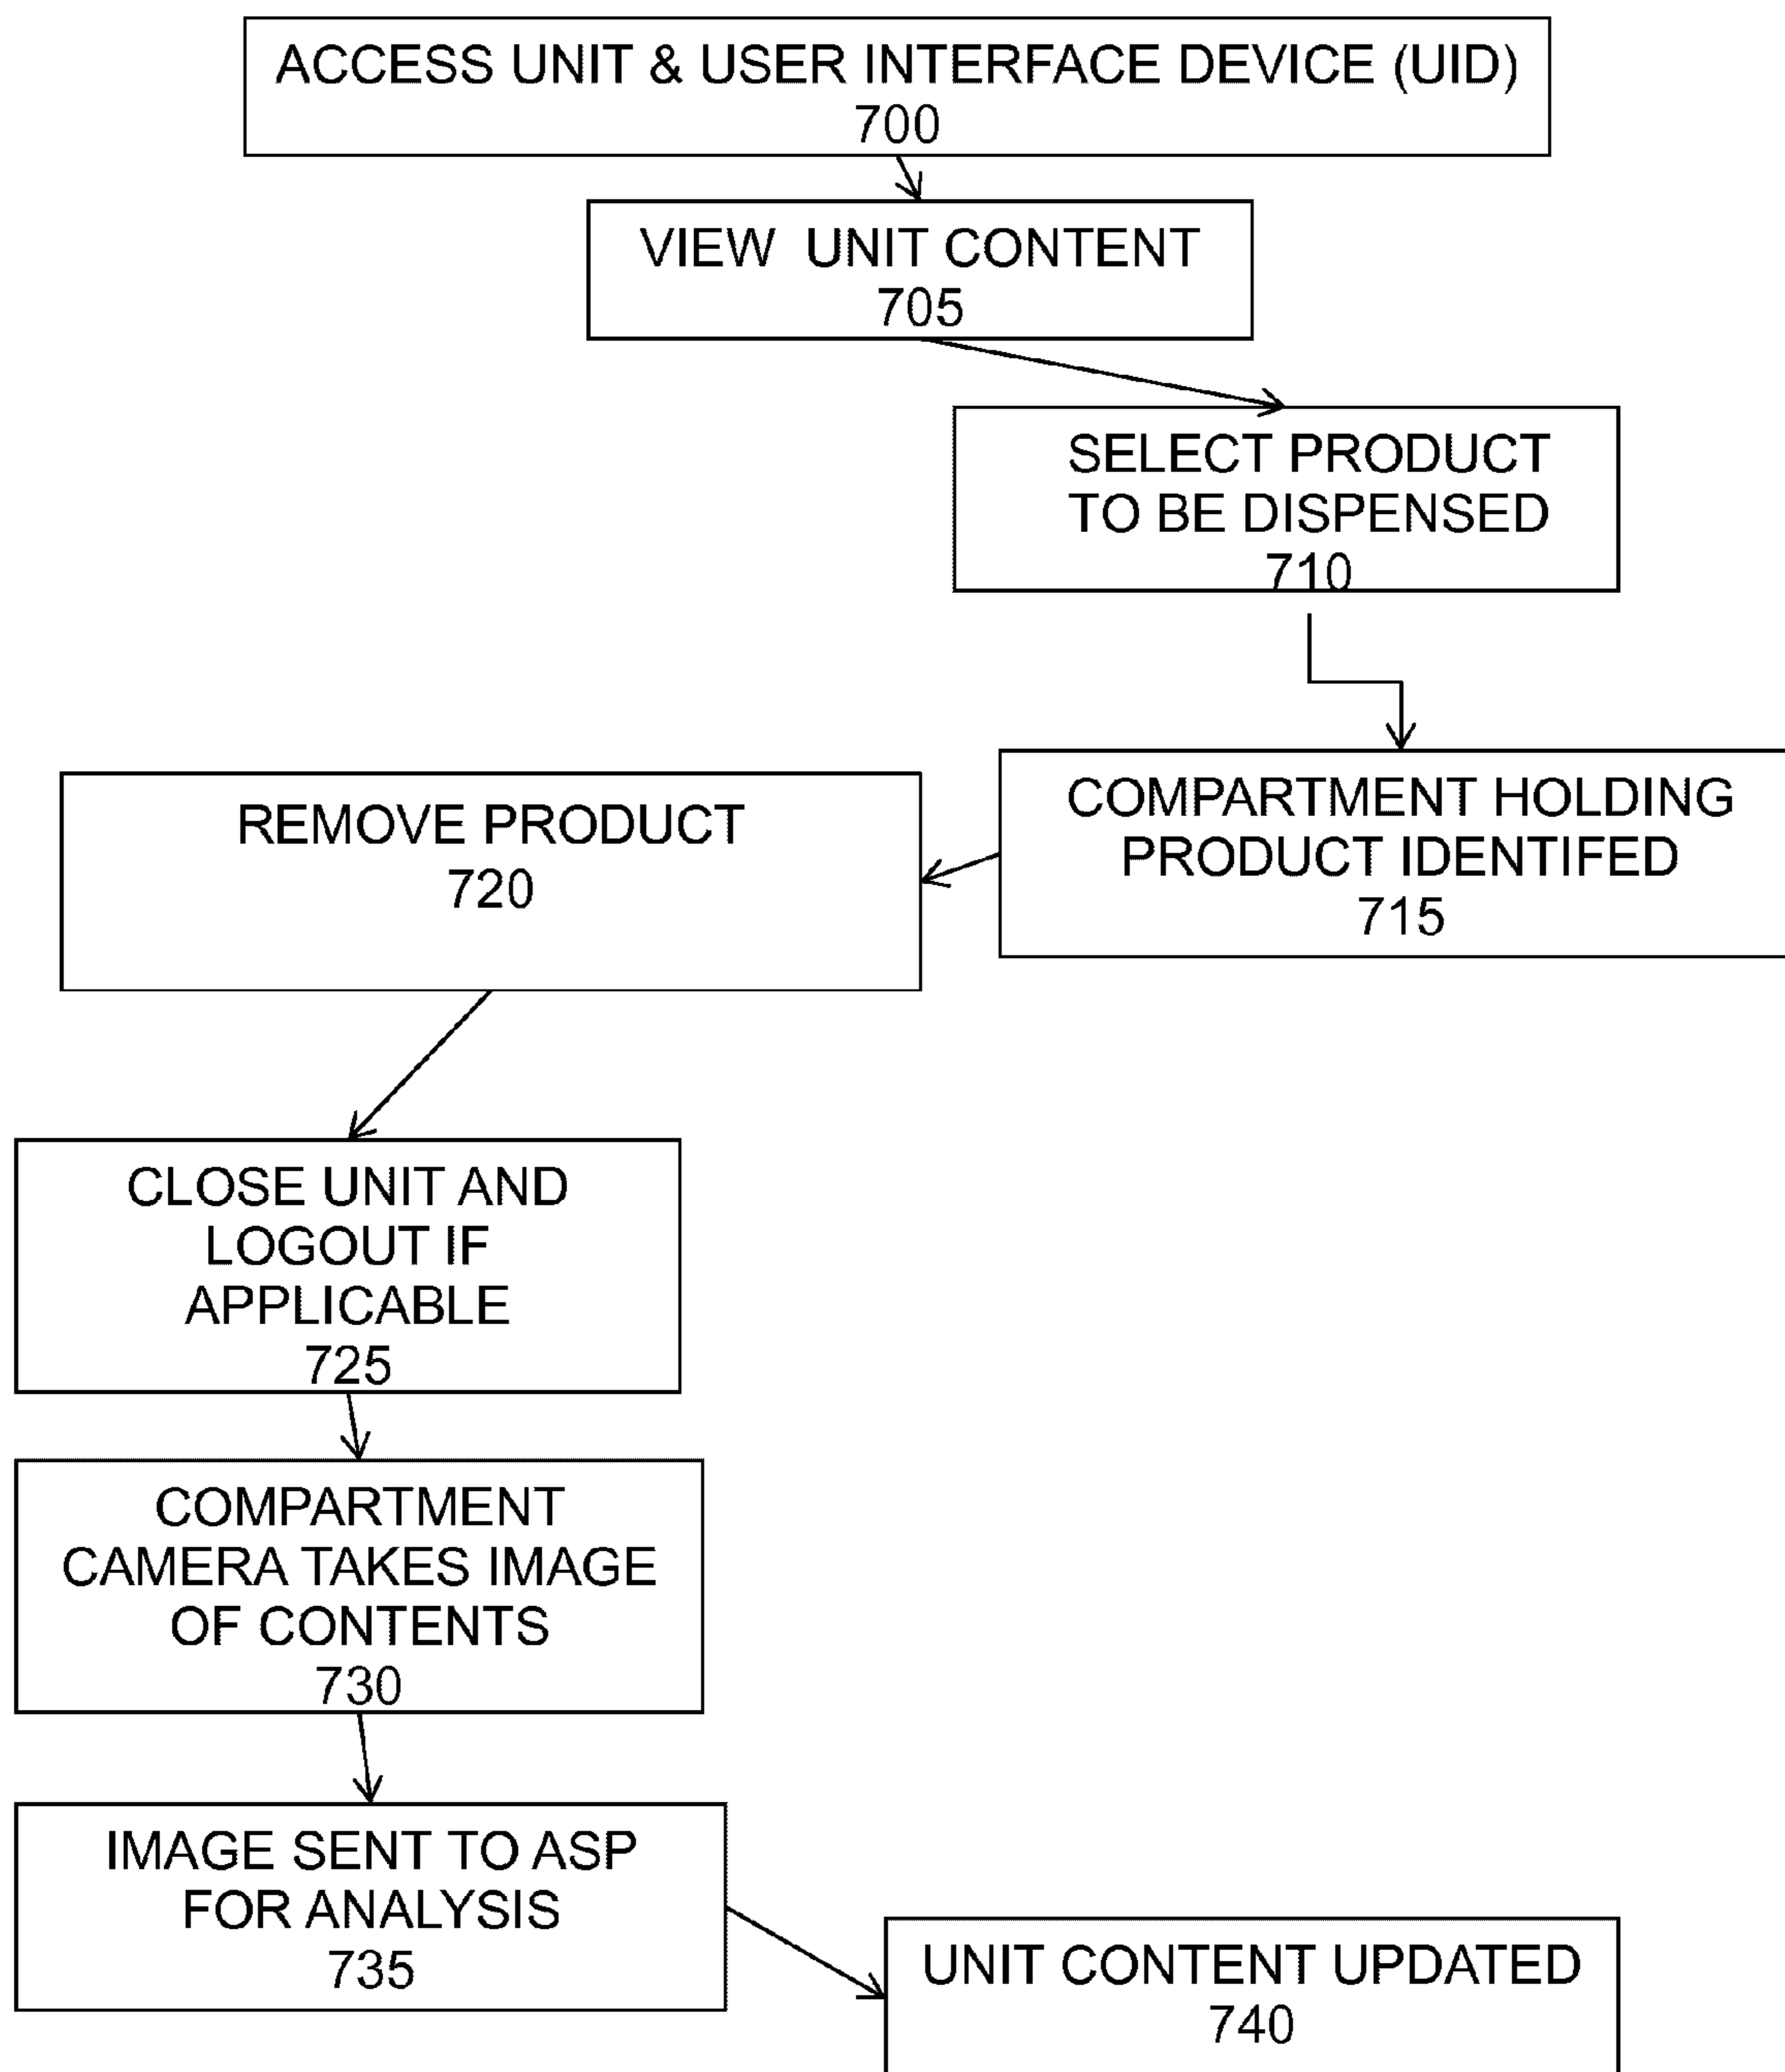 ACCESS UNIT & USER INTERFACE DEVICE (UID)
700
VIEW UNIT CONTENT
705
SELECT PRODUCT
TO BE DISPENSED
710
COMPARTMENT HOLDING
PRODUCT IDENTIFED
715
REMOVE PRODUCT
720
CLOSE UNIT AND
LOGOUT IF
APPLICABLE
725
COMPARTMENT
CAMERA TAKES IMAGE
OF CONTENTS
730
IMAGE SENT TO ASP
FOR ANALYSIS
735
UNIT CONTENT UPDATED
740